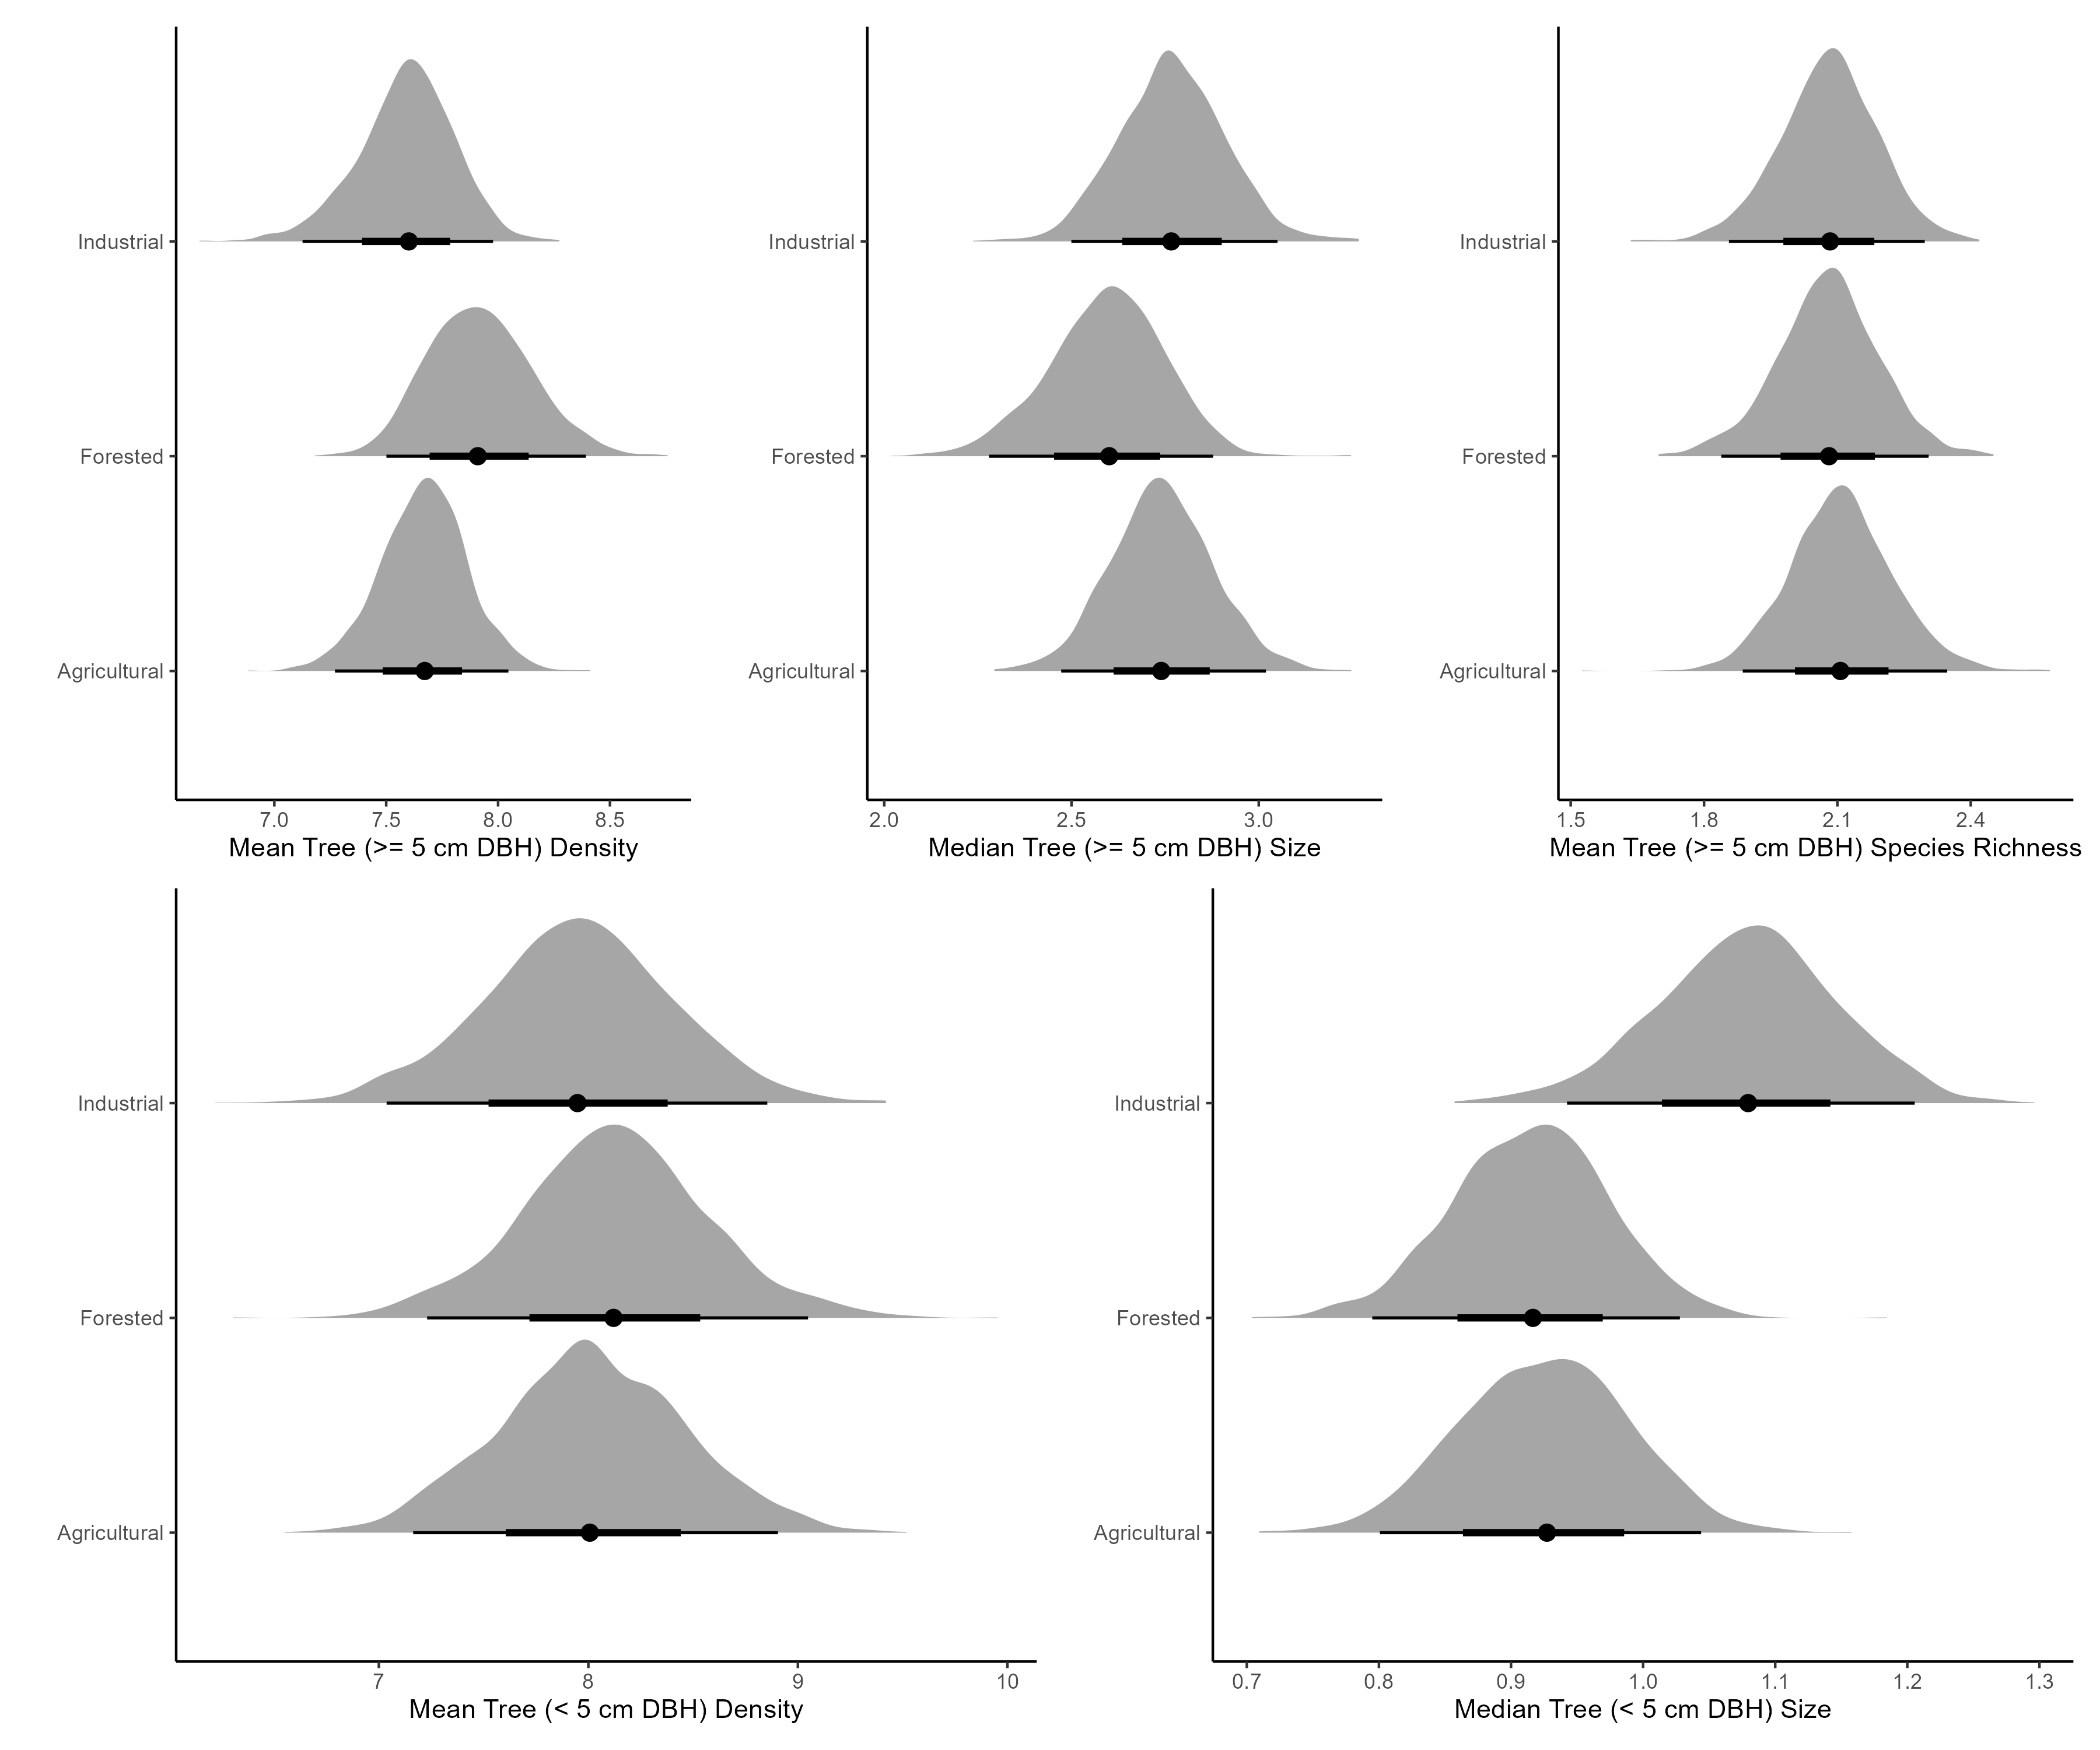 Industrial
Forested
Agricultural
7.0 7.5 8.0 8.5
Mean Tree (>= 5 cm DBH) Density
Industrial
Forested
Agricultural
2.0 2.5 3.0
Median Tree (>= 5 cm DBH) Size
Industrial
Forested
Agricultural
1.5 1.8 2.1 2.4
Mean Tree (>= 5 cm DBH) Species Richness
Industrial
Forested
Agricultural
7 8 9 10
Mean Tree (< 5 cm DBH) Density
Industrial
Forested
Agricultural
0.7 0.8 0.9 1.0 1.1 1.2 1.3
Median Tree (< 5 cm DBH) Size